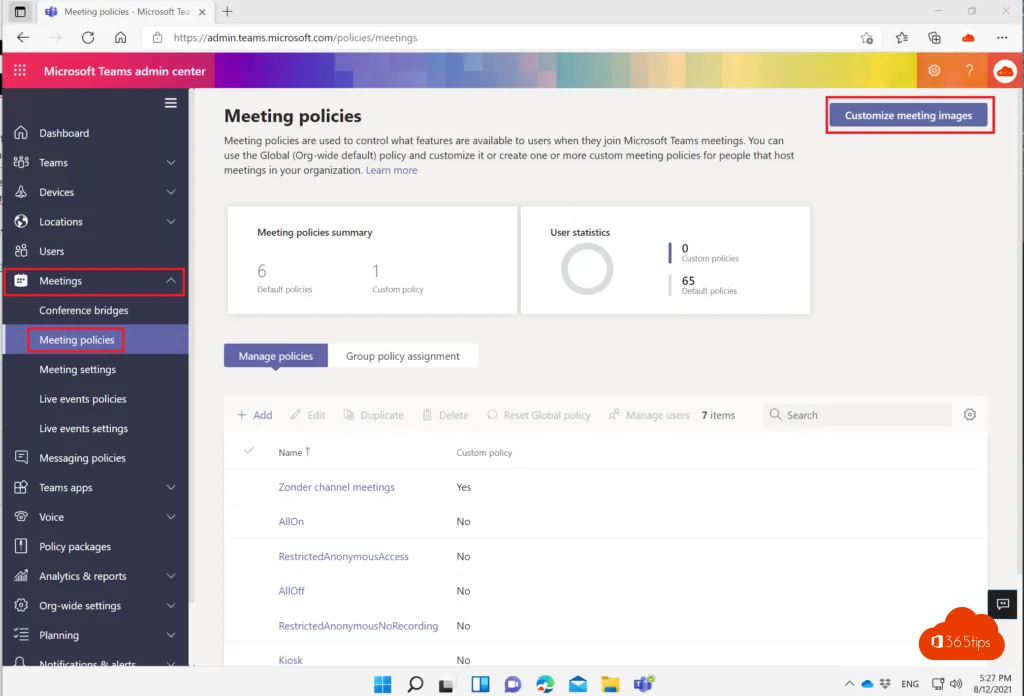 Meeting policies - Microsoft Tea
https://admin.teams.microsoft.com/policies/meetings
Microsoft Teams admin center
?
Dashboard
Teams
Devices
Locations
Users
Meetings
Conference bridges
Meeting policies
Meeting settings
Live events policies
Live events settings
Messaging policies
Teams apps
Voice
Policy packages
Analytics & reports
Org-wide settings
Planning
Notifications & alerts
Meeting policies
Customize meeting images
Meeting policies are used to control what features are available to users when they join Microsoft Teams meetings. You can
use the Global (Org-wide default) policy and customize it or create one or more custom meeting policies for people that host
meetings in your organization. Learn more
Meeting policies summary
6
Default policies
1
Custom policy
User statistics
0
Custom policies
65
Default policies
Manage policies
Group policy assignment
+ Add Edit Duplicate Delete Reset Global policy Manage users 7 items Search
Name ↑ Custom policy
Zonder channel meetings Yes
AllOn No
RestrictedAnonymousAccess No
AllOff No
RestrictedAnonymousNoRecording No
Kiosk No
365tips
ENG
5:27 PM
8/12/2021